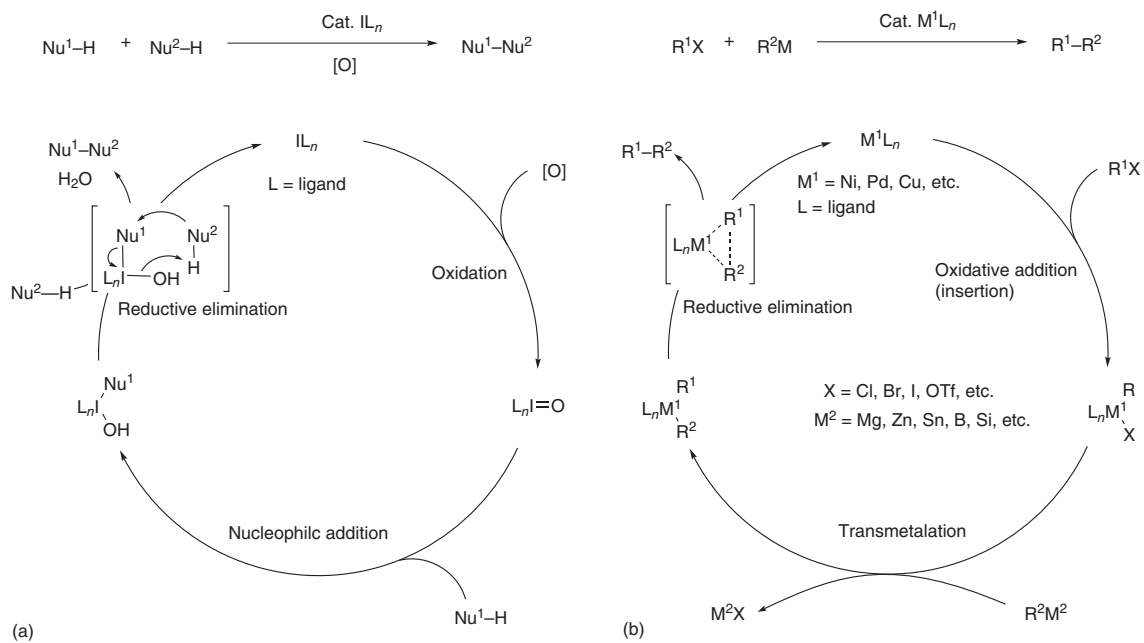 Cat. ILₙ
Nu¹–H + Nu²–H Nu¹–Nu²
[O]
Nu¹–Nu²
H₂O
ILₙ
L = ligand
[O]
Nu¹
Nu²
H
LₙI OH
Nu²—H
Reductive elimination
Oxidation
Nu¹
LₙI
OH
LₙI=O
Nucleophilc addition
Nu¹–H
(a)
Cat. M¹Lₙ
R¹X + R²M R¹–R²
R¹–R²
M¹Lₙ
M¹ = Ni, Pd, Cu, etc.
L = ligand
R¹X
R¹
LₙM¹
R²
Reductive elimination
Oxidative addition
(insertion)
R¹
LₙM¹
R²
X = Cl, Br, I, OTf, etc.
M² = Mg, Zn, Sn, B, Si, etc.
R
LₙM¹
X
Transmetalation
M²X
R²M²
(b)